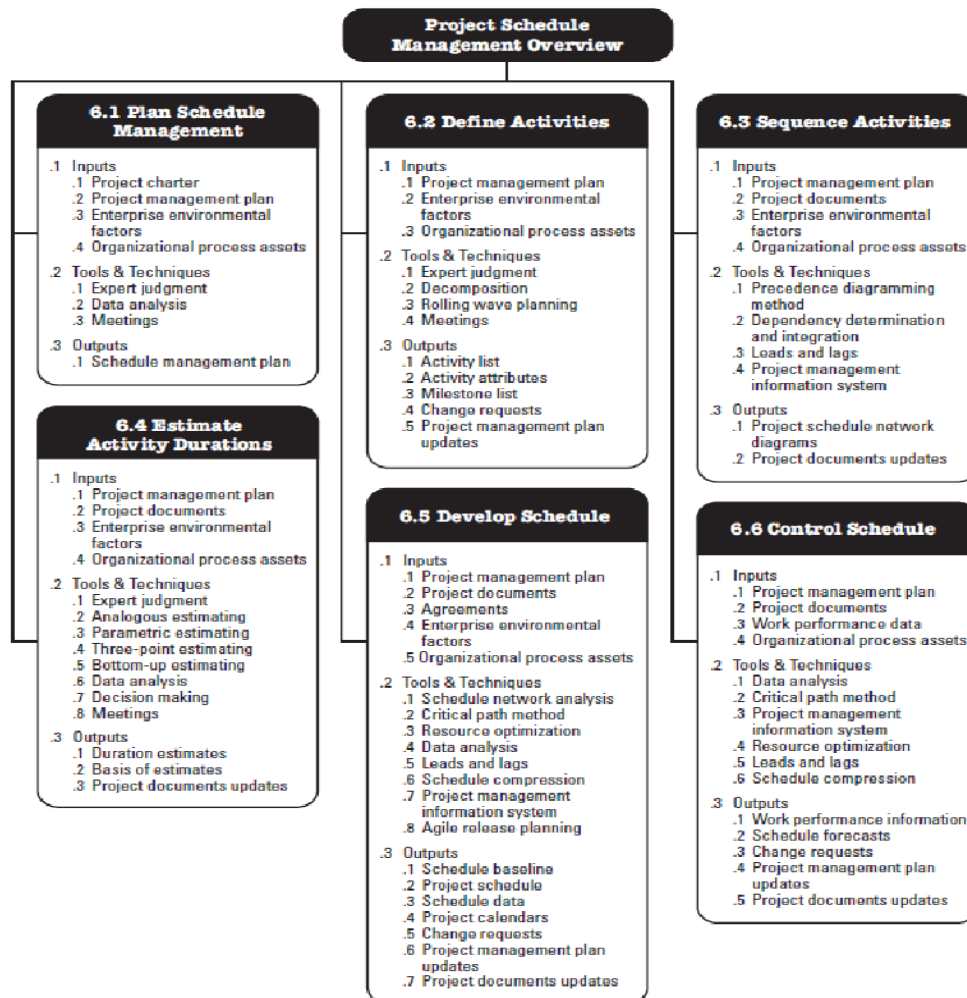 Project Schedule
Management Overview
6.1 Plan Schedule
Management
.1 Inputs
.1 Project charter
.2 Project management plan
.3 Enterprise environmental
factors
.4 Organizational process assets
.2 Tools & Techniques
.1 Expert judgment
.2 Data analysis
.3 Meetings
.3 Outputs
.1 Schedule management plan
6.2 Define Activities
.1 Inputs
.1 Project management plan
.2 Enterprise environmental
factors
.3 Organizational process assets
.2 Tools & Techniques
.1 Expert judgment
.2 Decomposition
.3 Rolling wave planning
.4 Meetings
.3 Outputs
.1 Activity list
.2 Activity attributes
.3 Milestone list
.4 Change requests
.5 Project management plan
updates
6.3 Sequence Activities
.1 Inputs
.1 Project management plan
.2 Project documents
.3 Enterprise environmental
factors
.4 Organizational process assets
.2 Tools & Techniques
.1 Precedence diagramming
method
.2 Dependency determination
and integration
.3 Leads and lags
.4 Project management
information system
.3 Outputs
.1 Project schedule network
diagrams
.2 Project documents updates
6.4 Estimate
Activity Durations
.1 Inputs
.1 Project management plan
.2 Project documents
.3 Enterprise environmental
factors
.4 Organizational process assets
.2 Tools & Techniques
.1 Expert judgment
.2 Analogous estimating
.3 Parametric estimating
.4 Three-point estimating
.5 Bottom-up estimating
.6 Data analysis
.7 Decision making
.8 Meetings
.3 Outputs
.1 Duration estimates
.2 Basis of estimates
.3 Project documents updates
6.5 Develop Schedule
.1 Inputs
.1 Project management plan
.2 Project documents
.3 Agreements
.4 Enterprise environmental
factors
.5 Organizational process assets
.2 Tools & Techniques
.1 Schedule network analysis
.2 Critical path method
.3 Resource optimization
.4 Data analysis
.5 Leads and lags
.6 Schedule compression
.7 Project management
information system
.8 Agile release planning
.3 Outputs
.1 Schedule baseline
.2 Project schedule
.3 Schedule data
.4 Project calendars
.5 Change requests
.6 Project management plan
updates
.7 Project documents updates
6.6 Control Schedule
.1 Inputs
.1 Project management plan
.2 Project documents
.3 Work performance data
.4 Organizational process assets
.2 Tools & Techniques
.1 Data analysis
.2 Critical path method
.3 Project management
information system
.4 Resource optimization
.5 Leads and lags
.6 Schedule compression
.3 Outputs
.1 Work performance information
.2 Schedule forecasts
.3 Change requests
.4 Project management plan
updates
.5 Project documents updates